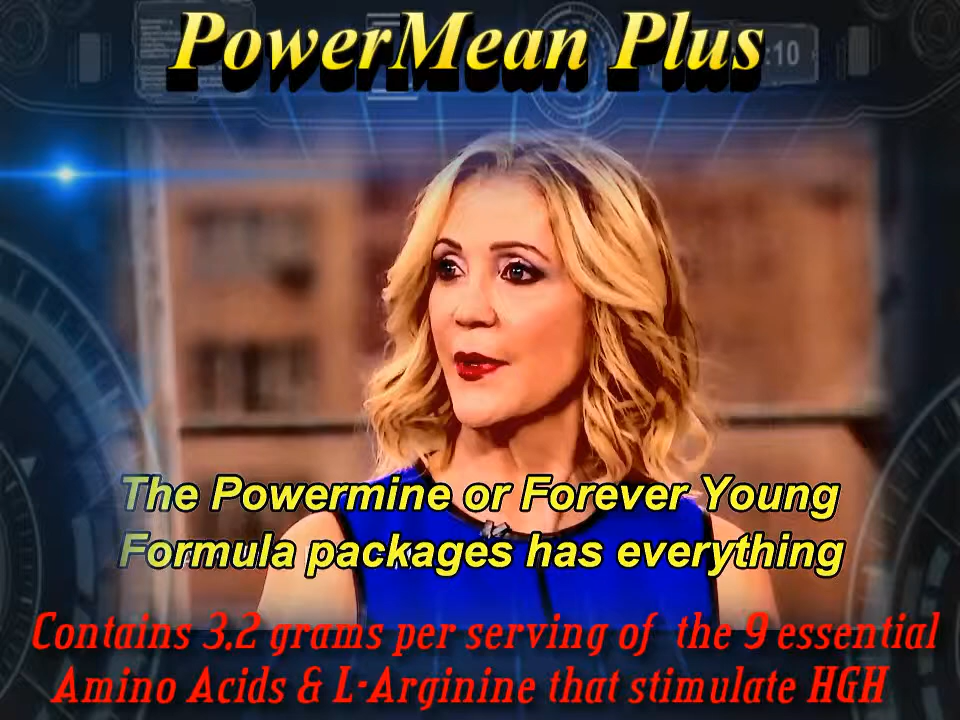 PowerMean Plus
:10
The Powermine or Forever Young
Formula packages has everything
Contains 3.2 grams per serving of the 9 essential
Amino Acids & L-Arginine that stimulate HGH